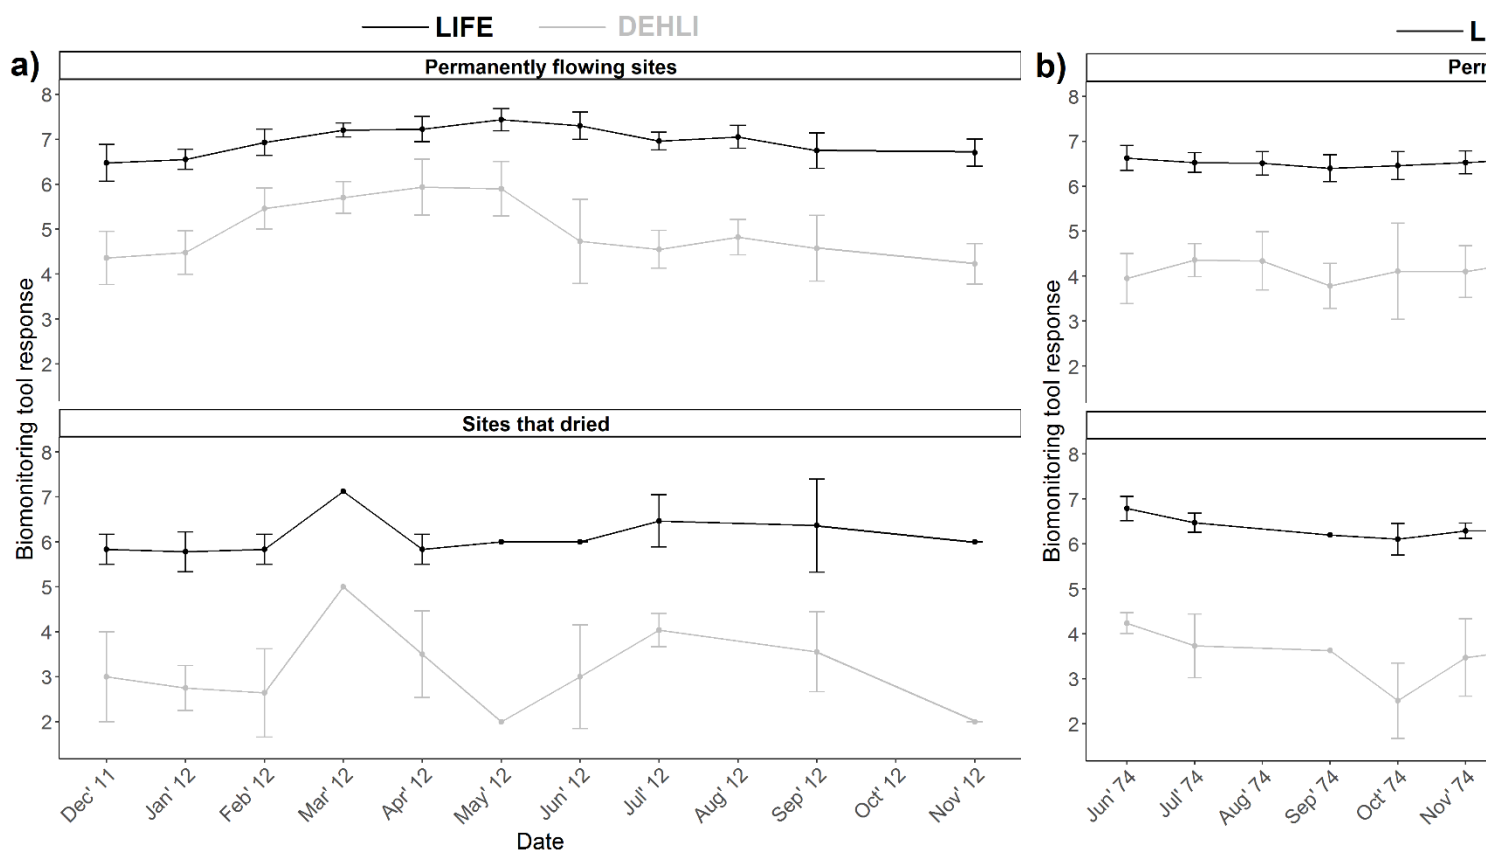 LIFE DEHLI
a) Permanently flowing sites
8
7
6
5
4
3
2
Sites that dried
8
7
6
5
4
3
2
Biomonitoring tool response
Dec' 11 Jan' 12 Feb' 12 Mar' 12 Apr' 12 May' 12 Jun' 12 Jul' 12 Aug' 12 Sep' 12 Oct' 12 Nov' 12
Date
L
b) Perr
8
7
6
5
4
3
2
8
7
6
5
4
3
2
Biomonitoring tool response
Jun' 74 Jul' 74 Aug' 74 Sep' 74 Oct' 74 Nov' 74